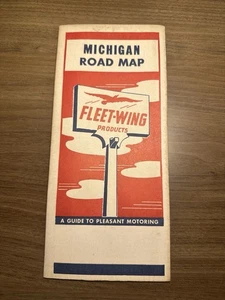 MICHIGAN
ROAD MAP
FLEET-WING
PRODUCTS
A GUIDE TO PLEASANT MOTORING